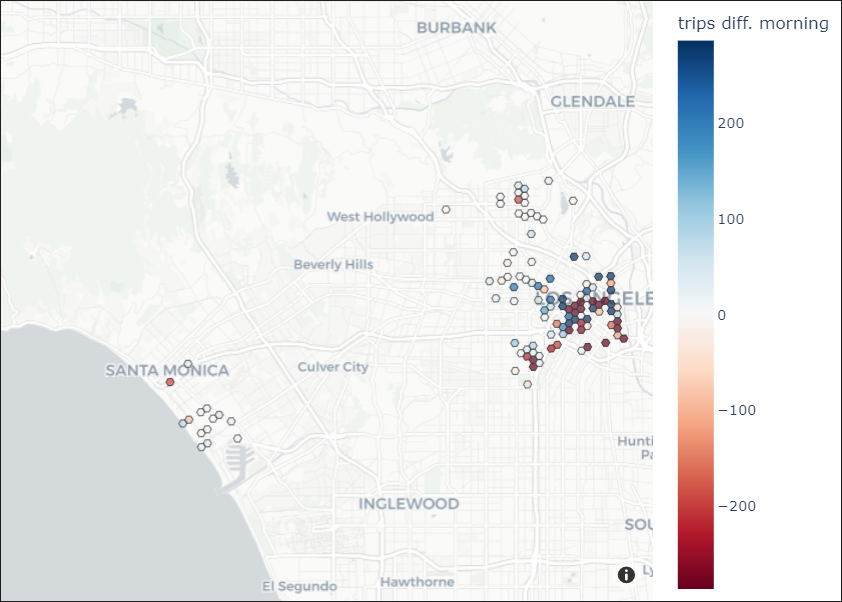 trips diff. morning
BURBANK
GLENDALE
West Hollywood
Beverly Hills
LOS ANGELE
SANTA MONICA
Culver City
Hunti
Pa
INGLEWOOD
SOU
Ly
El Segundo
Hawthorne
200
100
0
−100
−200
i